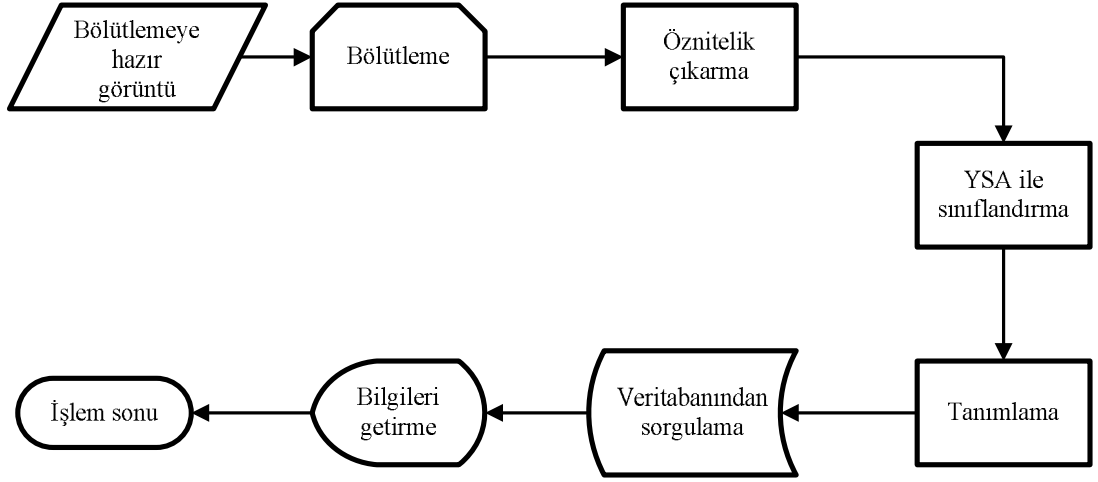 Bölütlemeye
hazır
görüntü
Bölütleme
Öznitelik
çıkarma
YSA ile
sınıflandırma
Tanımlama
Veritabanından
sorgulama
Bilgileri
getirme
İşlem sonu